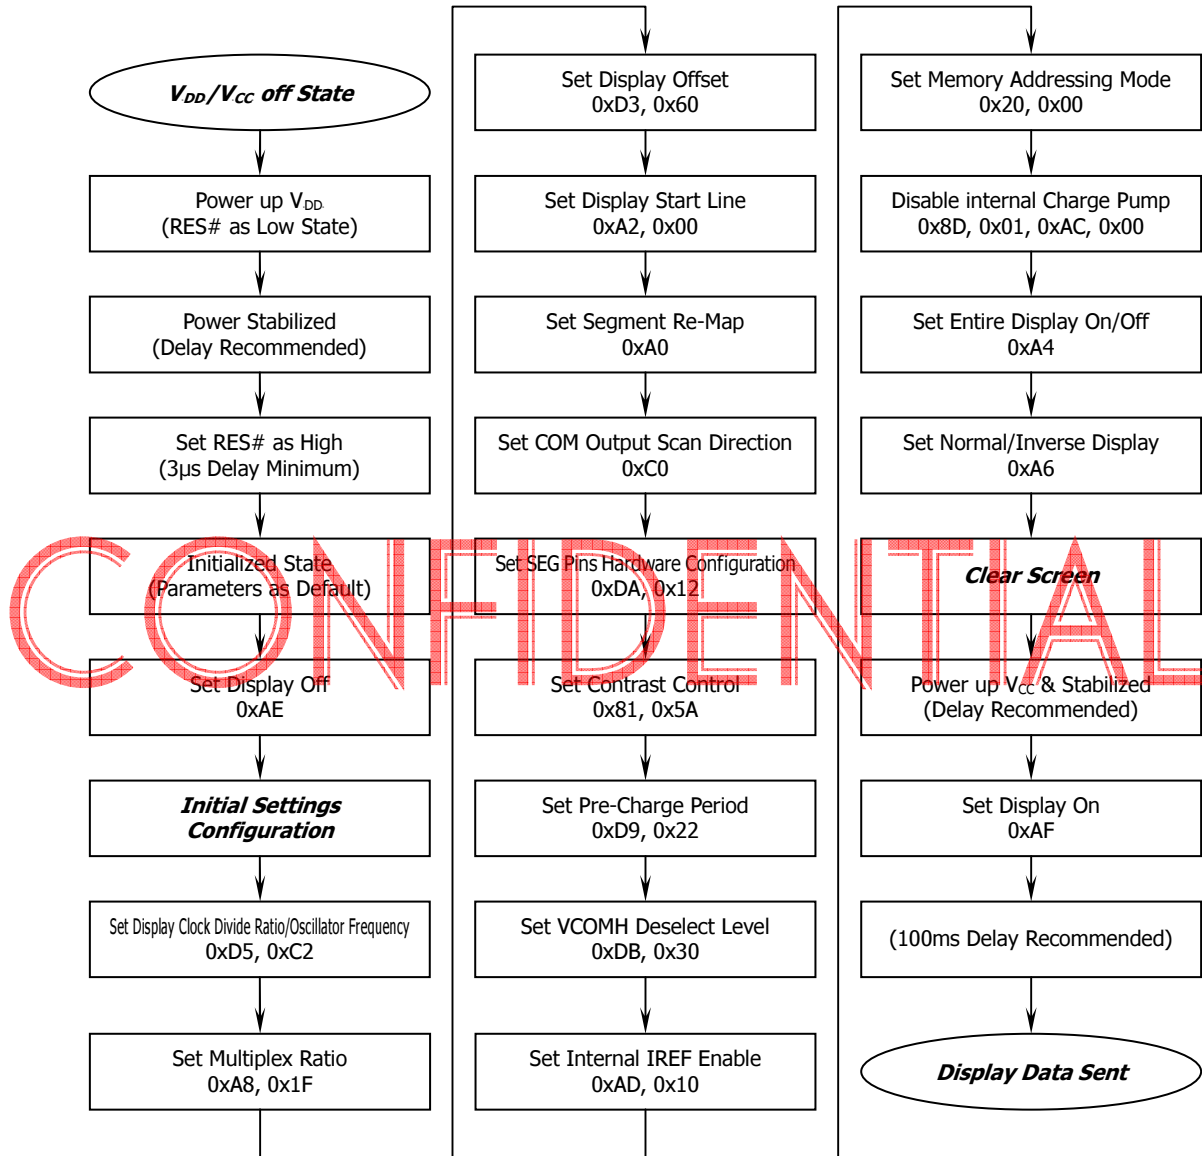 V.DD/V.CC off State
Power up V.DD.
(RES# as Low State)
Power Stabilized
(Delay Recommended)
Set RES# as High
(3μs Delay Minimum)
Initialized State
(Parameters as Default)
Set Display Off
0xAE
Initial Settings
Configuration
Set Display Clock Divide Ratio/Oscillator Frequency
0xD5, 0xC2
Set Multiplex Ratio
0xA8, 0x1F
Set Display Offset
0xD3, 0x60
Set Display Start Line
0xA2, 0x00
Set Segment Re-Map
0xA0
Set COM Output Scan Direction
0xC0
Set SEG Pins Hardware Configuration
0xDA, 0x12
Set Contrast Control
0x81, 0x5A
Set Pre-Charge Period
0xD9, 0x22
Set VCOMH Deselect Level
0xDB, 0x30
Set Internal IREF Enable
0xAD, 0x10
Set Memory Addressing Mode
0x20, 0x00
Disable internal Charge Pump
0x8D, 0x01, 0xAC, 0x00
Set Entire Display On/Off
0xA4
Set Normal/Inverse Display
0xA6
Clear Screen
Power up VCC & Stabilized
(Delay Recommended)
Set Display On
0xAF
(100ms Delay Recommended)
Display Data Sent
CONFIDENTIAL